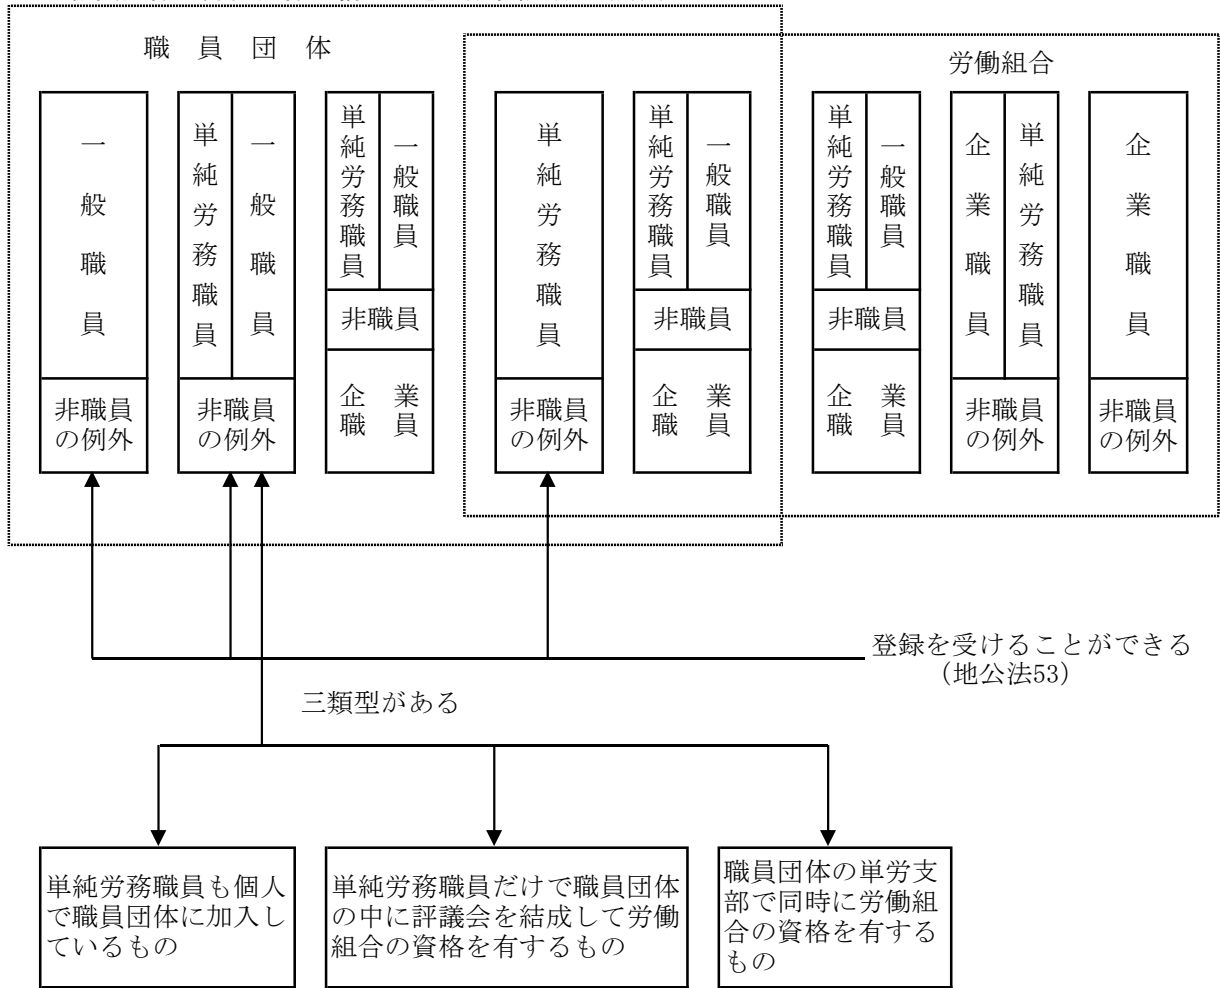 職員団体
労働組合
一般職員
非職員
の例外
単純労務職員
一般職員
非職員
の例外
単純労務職員
一般職員
非職員
企業
職員
単純労務職員
非職員
の例外
単純労務職員
一般職員
非職員
企業
職員
単純労務職員
一般職員
非職員
企業
職員
企業職員
単純労務職員
非職員
の例外
企業職員
非職員
の例外
登録を受けることができる
（地公法53）
三類型がある
単純労務職員も個人
で職員団体に加入し
ているもの
単純労務職員だけで職員団体
の中に評議会を結成して労働
組合の資格を有するもの
職員団体の単労支
部で同時に労働組
合の資格を有する
もの